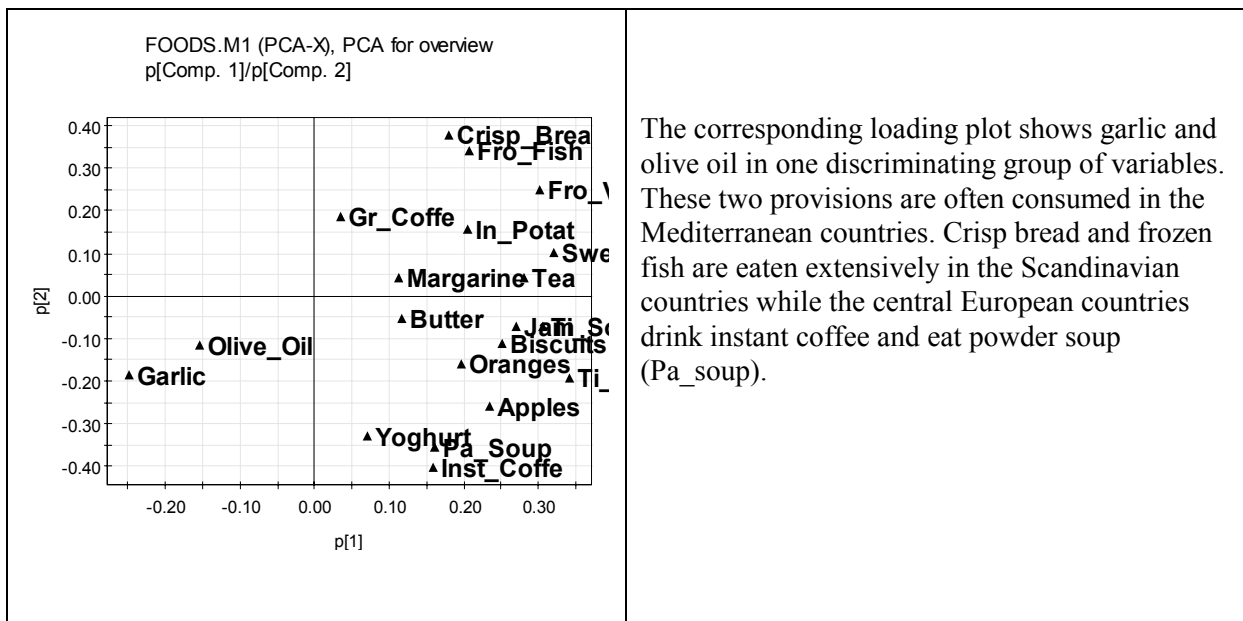 FOODS.M1 (PCA-X), PCA for overview
p[Comp. 1]/p[Comp. 2]
0.40
0.30
0.20
0.10
0.00
-0.10
-0.20
-0.30
-0.40
p[2]
Crisp_Brea
Fro_Fish
Fro_V
Gr_Coffe
In_Potat
Swe
Margarine
Tea
Butter
Jam
Ti_So
Biscuits
Olive_Oil
Oranges
Garlic
Ti_
Apples
Yoghurt
Pa_Soup
Inst_Coffe
-0.20 -0.10 0.00 0.10 0.20 0.30
p[1]
The corresponding loading plot shows garlic and
olive oil in one discriminating group of variables.
These two provisions are often consumed in the
Mediterranean countries. Crisp bread and frozen
fish are eaten extensively in the Scandinavian
countries while the central European countries
drink instant coffee and eat powder soup
(Pa_soup).